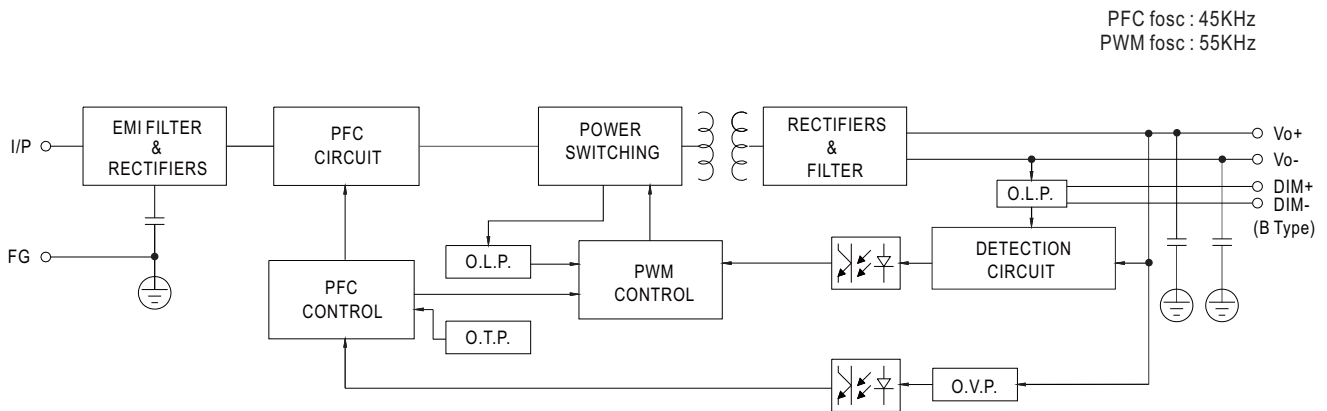 PFC fosc : 45KHz
PWM fosc : 55KHz
I/P
EMI FILTER
&
RECTIFIERS
PFC
CIRCUIT
POWER
SWITCHING
RECTIFIERS
&
FILTER
Vo+
Vo-
O.L.P.
DIM+
DIM-
(B Type)
FG
O.L.P.
PWM
CONTROL
DETECTION
CIRCUIT
PFC
CONTROL
O.T.P.
O.V.P.